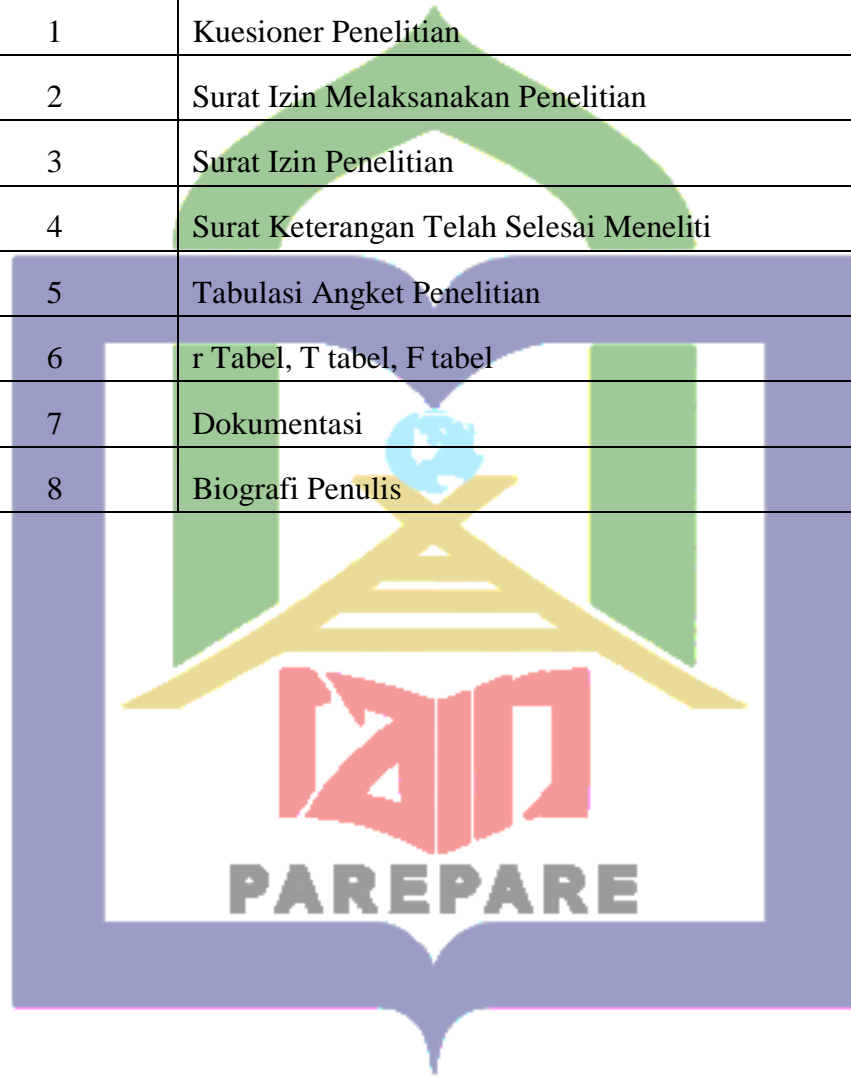 1 Kuesioner Penelitian
2 Surat Izin Melaksanakan Penelitian
3 Surat Izin Penelitian
4 Surat Keterangan Telah Selesai Meneliti
5 Tabulasi Angket Penelitian
6 r Tabel, T tabel, F tabel
7 Dokumentasi
8 Biografi Penulis
iain
PAREPARE